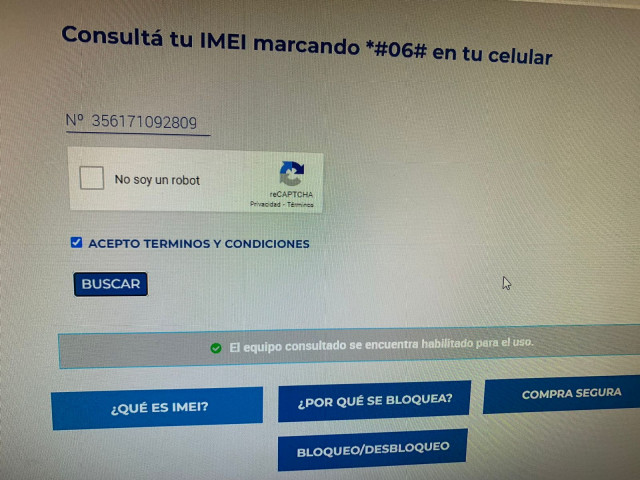 Consultá tu IMEI marcando *#06# en tu celular
Nº 356171092809
No soy un robot
reCAPTCHA
Privacidad - Términos
ACEPTO TERMINOS Y CONDICIONES
BUSCAR
El equipo consultado se encuentra habilitado para el uso.
¿QUÉ ES IMEI?
¿POR QUÉ SE BLOQUEA?
COMPRA SEGURA
BLOQUEO/DESBLOQUEO